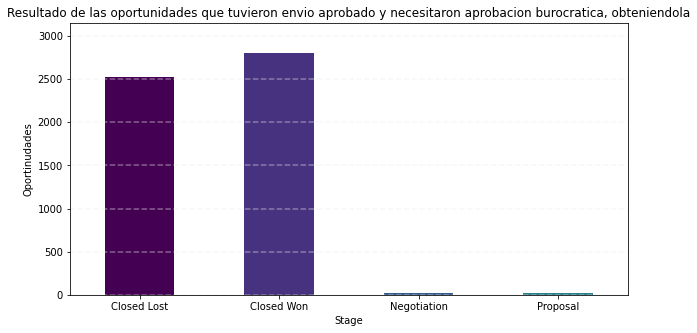 Resultado de las oportunidades que tuvieron envio aprobado y necesitaron aprobacion burocratica, obteniendola
3000
2500
2000
1500
1000
500
0
Oportinudades
Closed Lost
Closed Won
Negotiation
Proposal
Stage